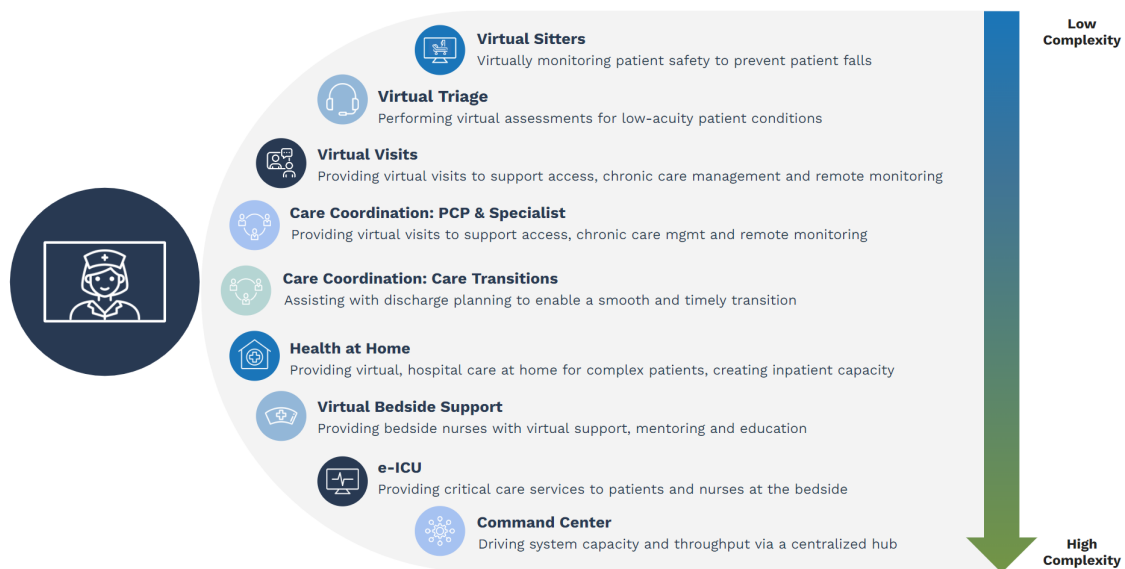 Low
Complexity
Virtual Sitters
Virtually monitoring patient safety to prevent patient falls
Virtual Triage
Performing virtual assessments for low-acuity patient conditions
Virtual Visits
Providing virtual visits to support access, chronic care management and remote monitoring
Care Coordination: PCP & Specialist
Providing virtual visits to support access, chronic care mgmt and remote monitoring
Care Coordination: Care Transitions
Assisting with discharge planning to enable a smooth and timely transition
Health at Home
Providing virtual, hospital care at home for complex patients, creating inpatient capacity
Virtual Bedside Support
Providing bedside nurses with virtual support, mentoring and education
e-ICU
Providing critical care services to patients and nurses at the bedside
Command Center
Driving system capacity and throughput via a centralized hub
High
Complexity